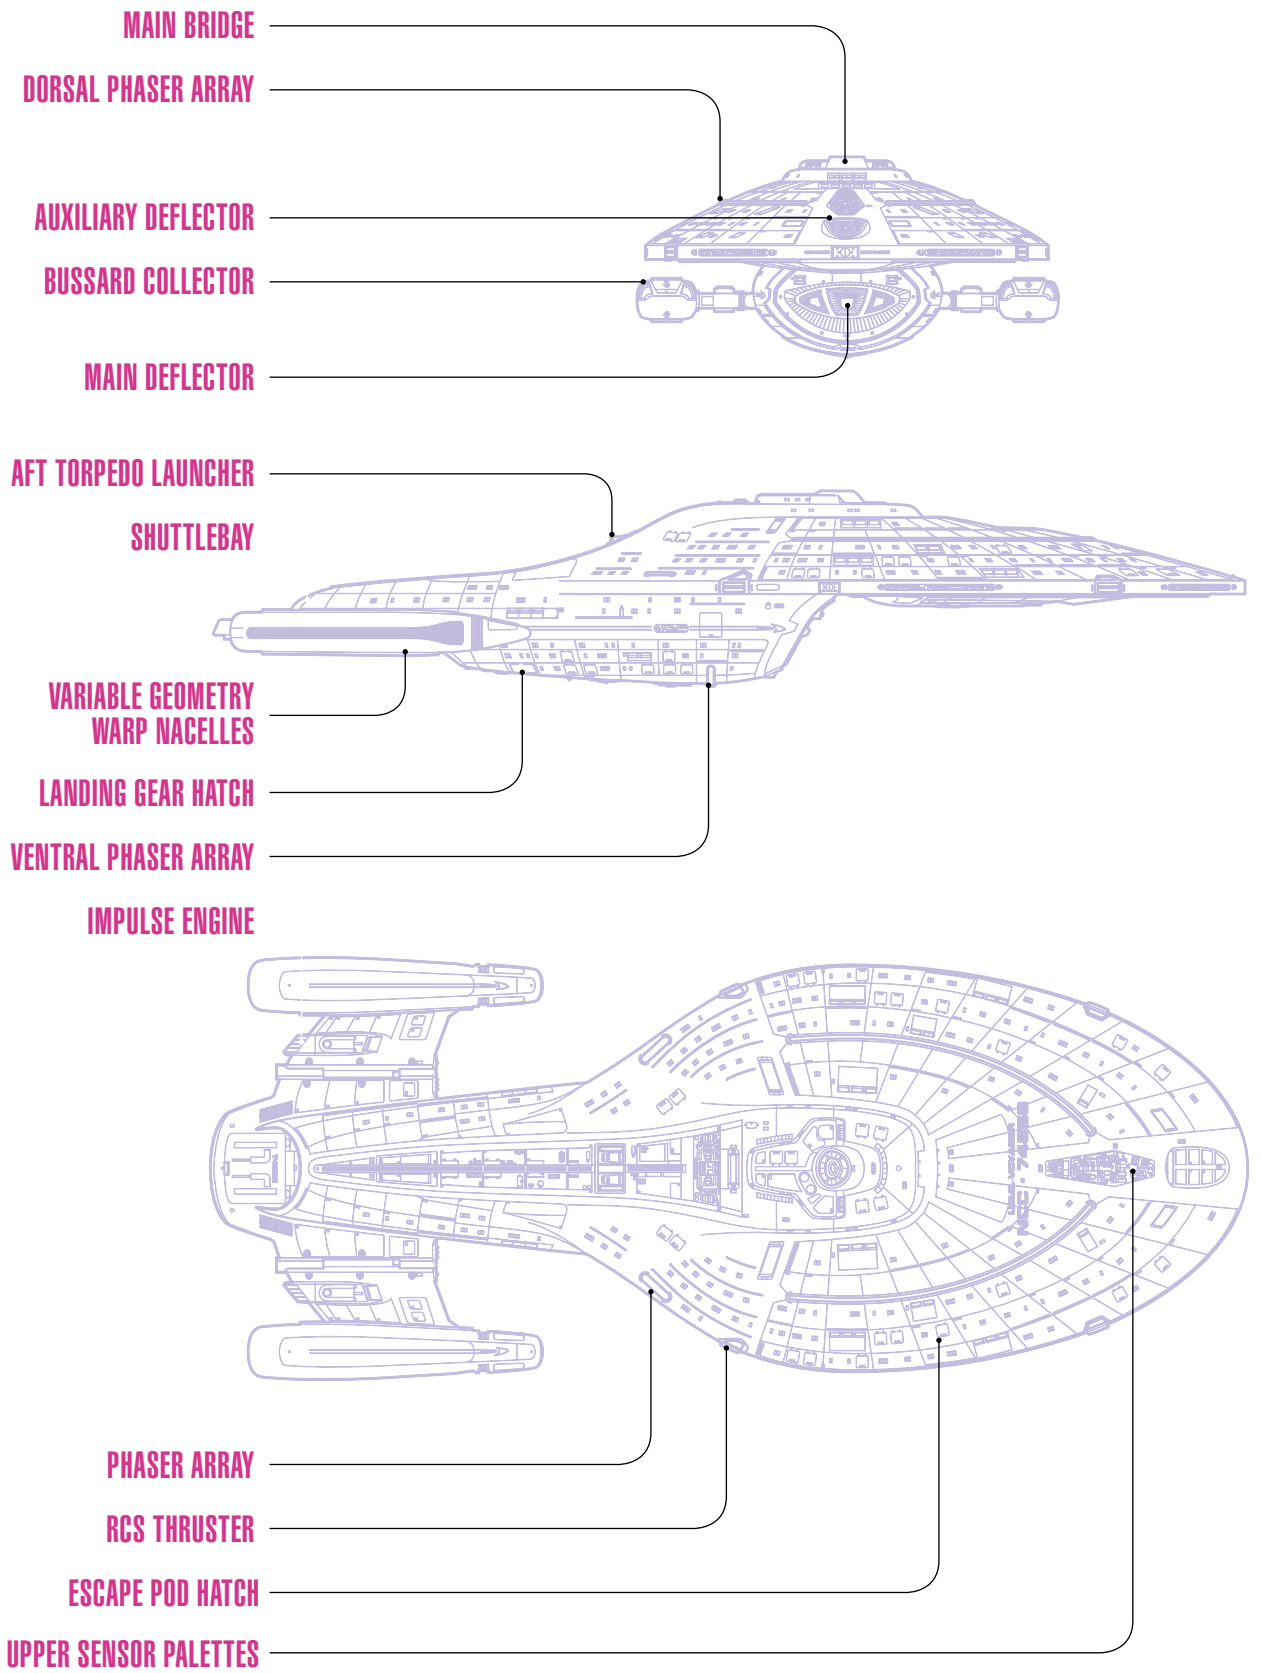 MAIN BRIDGE
DORSAL PHASER ARRAY
AUXILIARY DEFLECTOR
BUSSARD COLLECTOR
MAIN DEFLECTOR
AFT TORPEDO LAUNCHER
SHUTTLEBAY
VARIABLE GEOMETRY
WARP NACELLES
LANDING GEAR HATCH
VENTRAL PHASER ARRAY
IMPULSE ENGINE
PHASER ARRAY
RCS THRUSTER
ESCAPE POD HATCH
UPPER SENSOR PALETTES